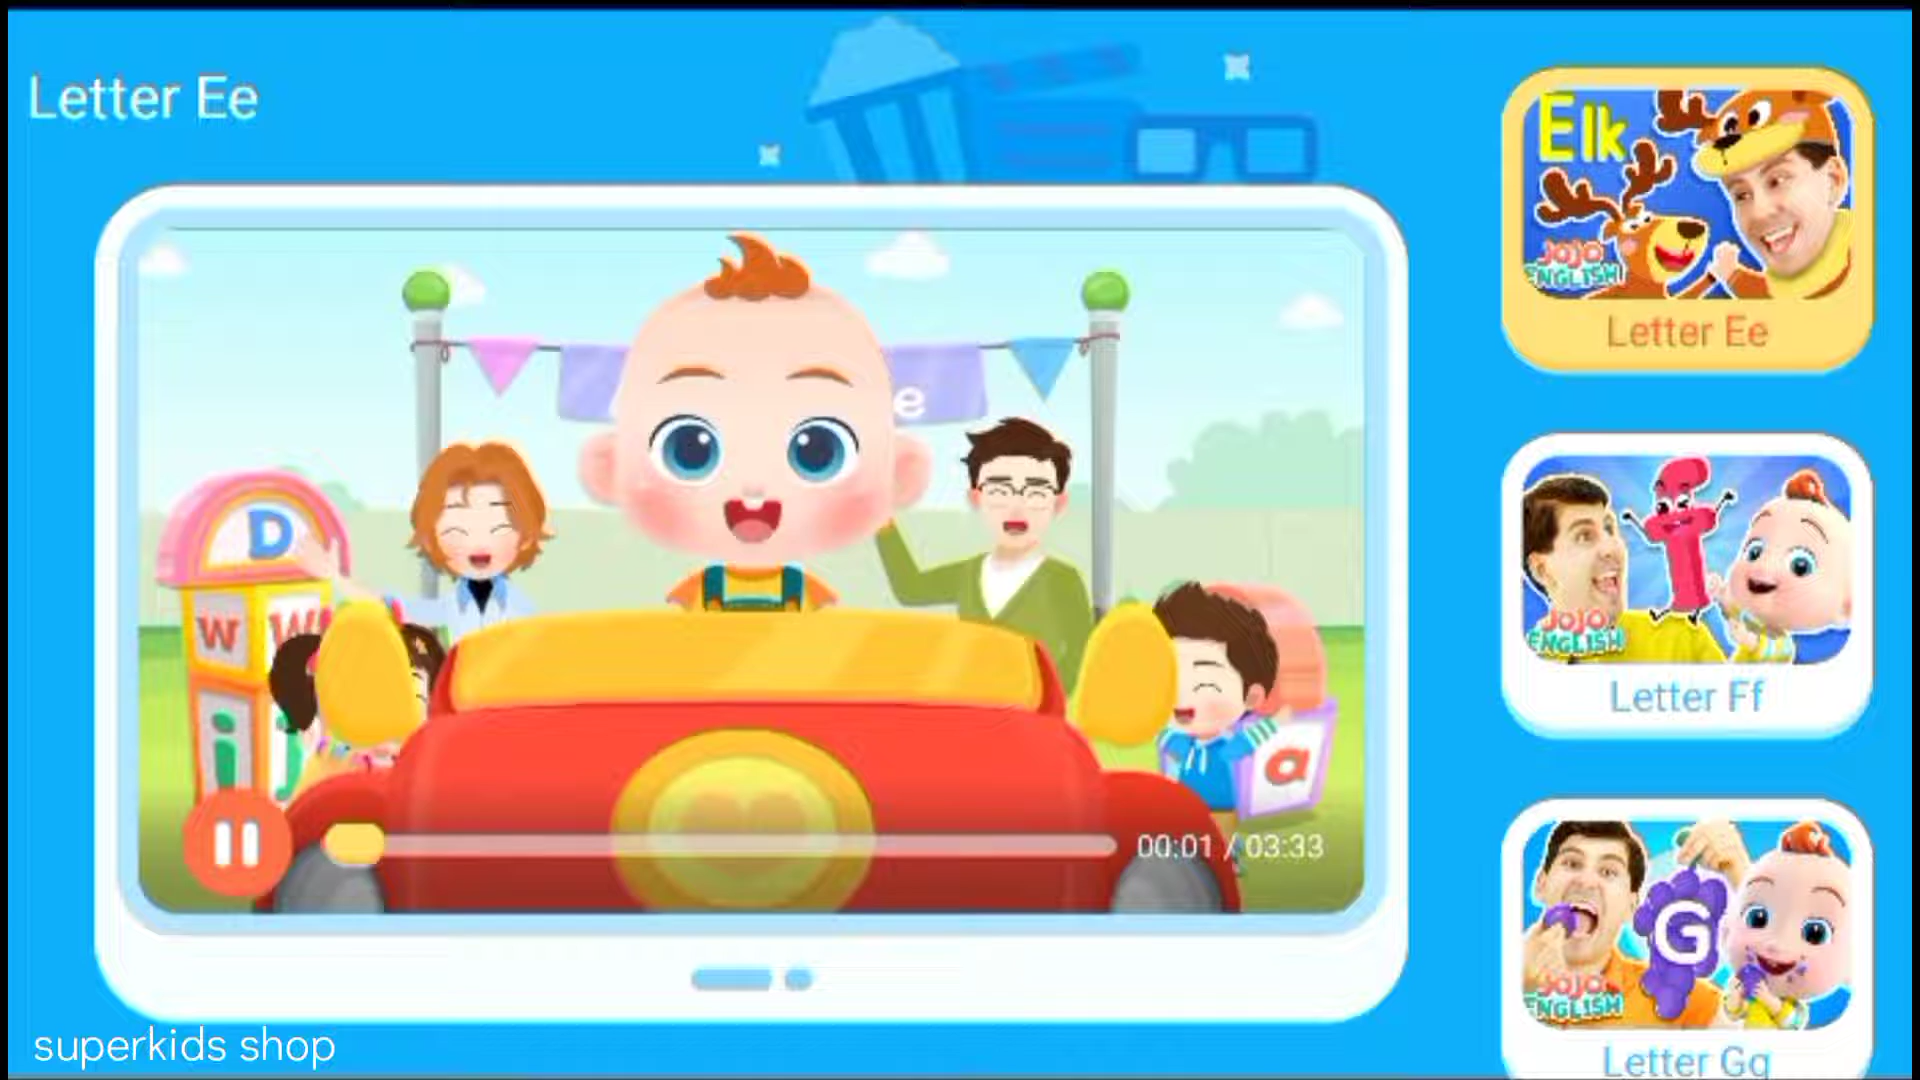 Letter Ee
e
D
W W
i j
a
00:01 / 03:33
Elk
JOJO
ENGLISH
Letter Ee
JOJO
ENGLISH
Letter Ff
G
JOJO
ENGLISH
Letter Gg
superkids shop